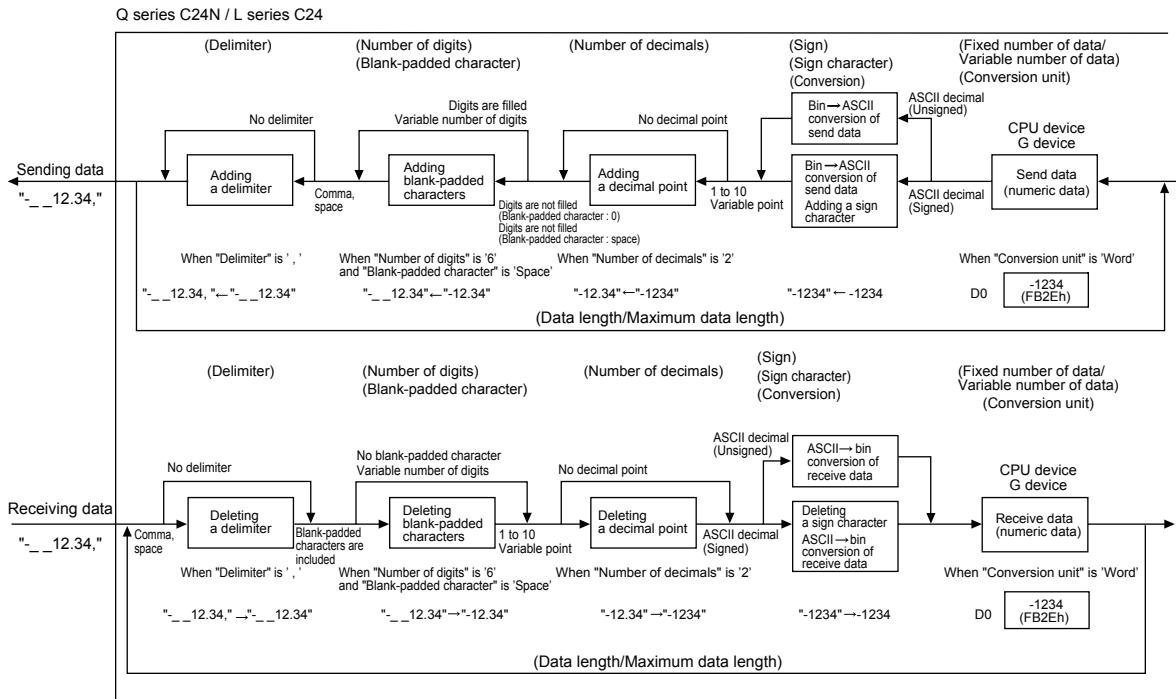 Q series C24N / L series C24
(Delimiter)
(Number of digits)
(Blank-padded character)
(Number of decimals)
(Sign)
(Sign character)
(Conversion)
(Fixed number of data/
Variable number of data)
(Conversion unit)
No delimiter
Digits are filled
Variable number of digits
No decimal point
Bin→ASCII
conversion of
send data
ASCII decimal
(Unsigned)
CPU device
G device
Sending data
"-_ _12.34,"
Adding
a delimiter
Comma,
space
Adding
blank-padded
characters
Digits are not filled
(Blank-padded character : 0)
Digits are not filled
(Blank-padded character : space)
Adding
a decimal point
1 to 10
Variable point
Bin→ASCII
conversion of
send data
Adding a sign
character
ASCII decimal
(Signed)
Send data
(numeric data)
When "Delimiter" is ' , '
When "Number of digits" is '6'
and "Blank-padded character" is 'Space'
When "Number of decimals" is '2'
When "Conversion unit" is 'Word'
"-_ _12.34, "←"-_ _12.34"
"-_ _12.34"←"-12.34"
"-12.34"←"-1234"
"-1234"← -1234
D0
-1234
(FB2Eh)
(Data length/Maximum data length)
(Delimiter)
(Number of digits)
(Blank-padded character)
(Number of decimals)
(Sign)
(Sign character)
(Conversion)
(Fixed number of data/
Variable number of data)
(Conversion unit)
No delimiter
No blank-padded character
Variable number of digits
No decimal point
ASCII decimal
(Unsigned)
ASCII→ bin
conversion of
receive data
CPU device
G device
Receiving data
"-_ _12.34,"
Comma,
space
Deleting
a delimiter
Blank-padded
characters are
included
Deleting
blank-padded
characters
1 to 10
Variable point
Deleting
a decimal point
ASCII decimal
(Signed)
Deleting
a sign character
ASCII→bin
conversion of
receive data
Receive data
(numeric data)
When "Delimiter" is ' , '
When "Number of digits" is '6'
and "Blank-padded character" is 'Space'
When "Number of decimals" is '2'
When "Conversion unit" is 'Word'
"-_ _12.34," →"-_ _12.34"
"-_ _12.34"→"-12.34"
"-12.34"→"-1234"
"-1234"→-1234
D0
-1234
(FB2Eh)
(Data length/Maximum data length)